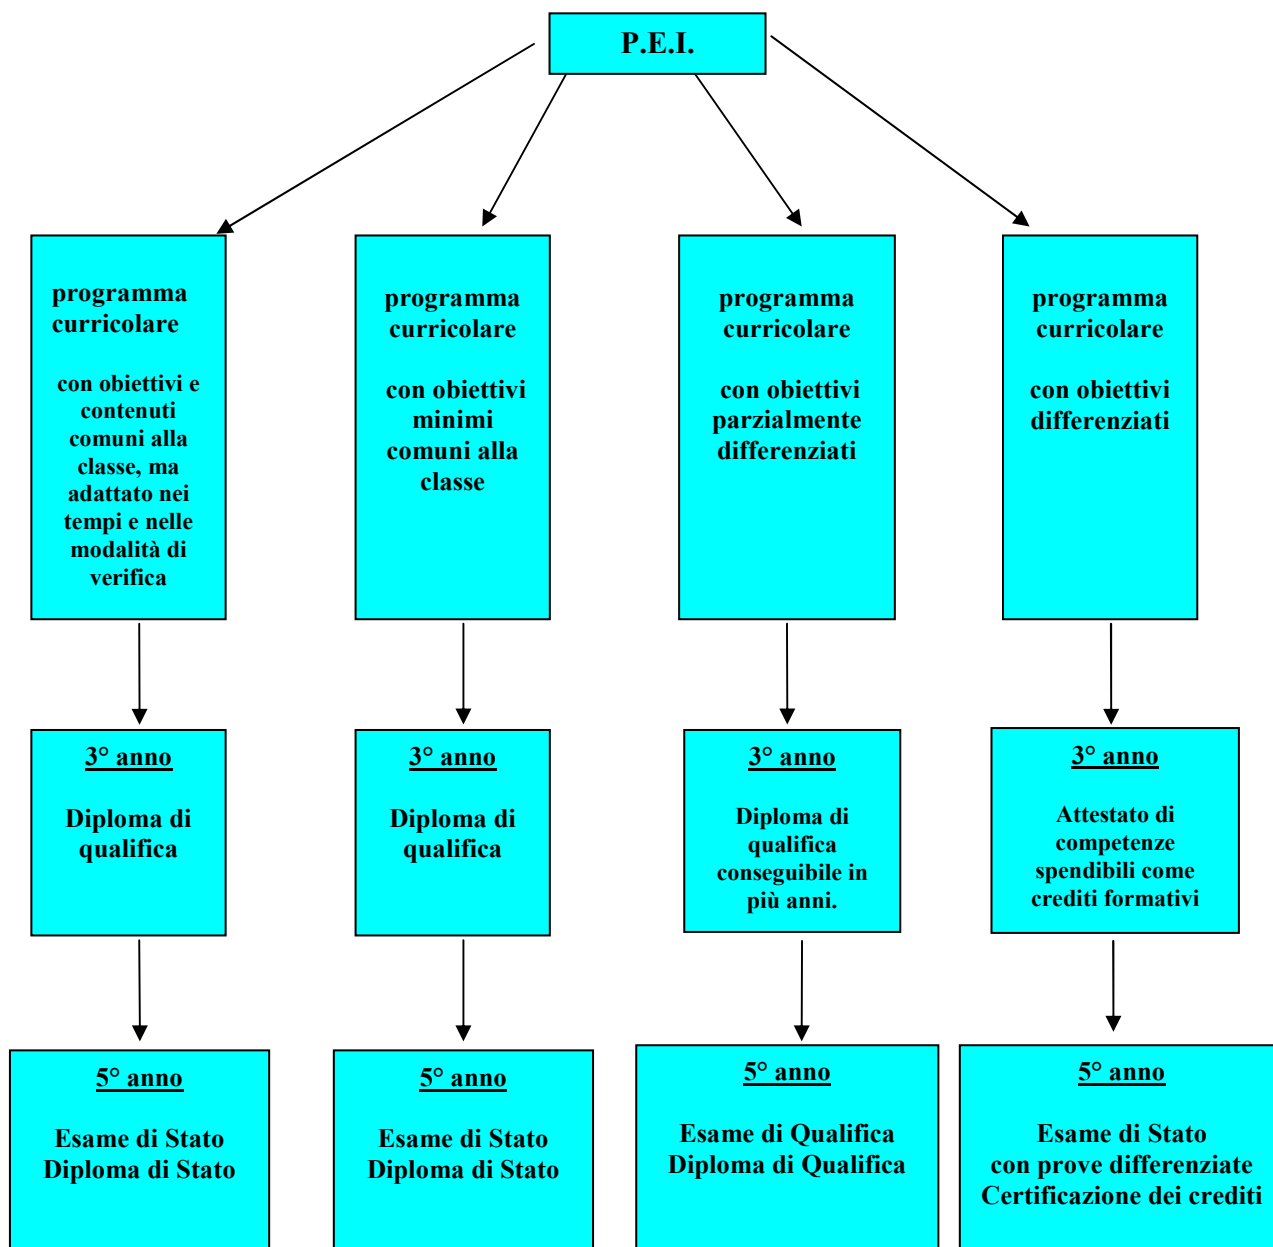 P.E.I.
programma
curricolare
con obiettivi e
contenuti
comuni alla
classe, ma
adattato nei
tempi e nelle
modalità di
verifica
programma
curricolare
con obiettivi
minimi
comuni alla
classe
programma
curricolare
con obiettivi
parzialmente
differenziati
programma
curricolare
con obiettivi
differenziati
3° anno
Diploma di
qualifica
3° anno
Diploma di
qualifica
3° anno
Diploma di
qualifica
conseguibile in
più anni.
3° anno
Attestato di
competenze
spendibili come
crediti formativi
5° anno
Esame di Stato
Diploma di Stato
5° anno
Esame di Stato
Diploma di Stato
5° anno
Esame di Qualifica
Diploma di Qualifica
5° anno
Esame di Stato
con prove differenziate
Certificazione dei crediti